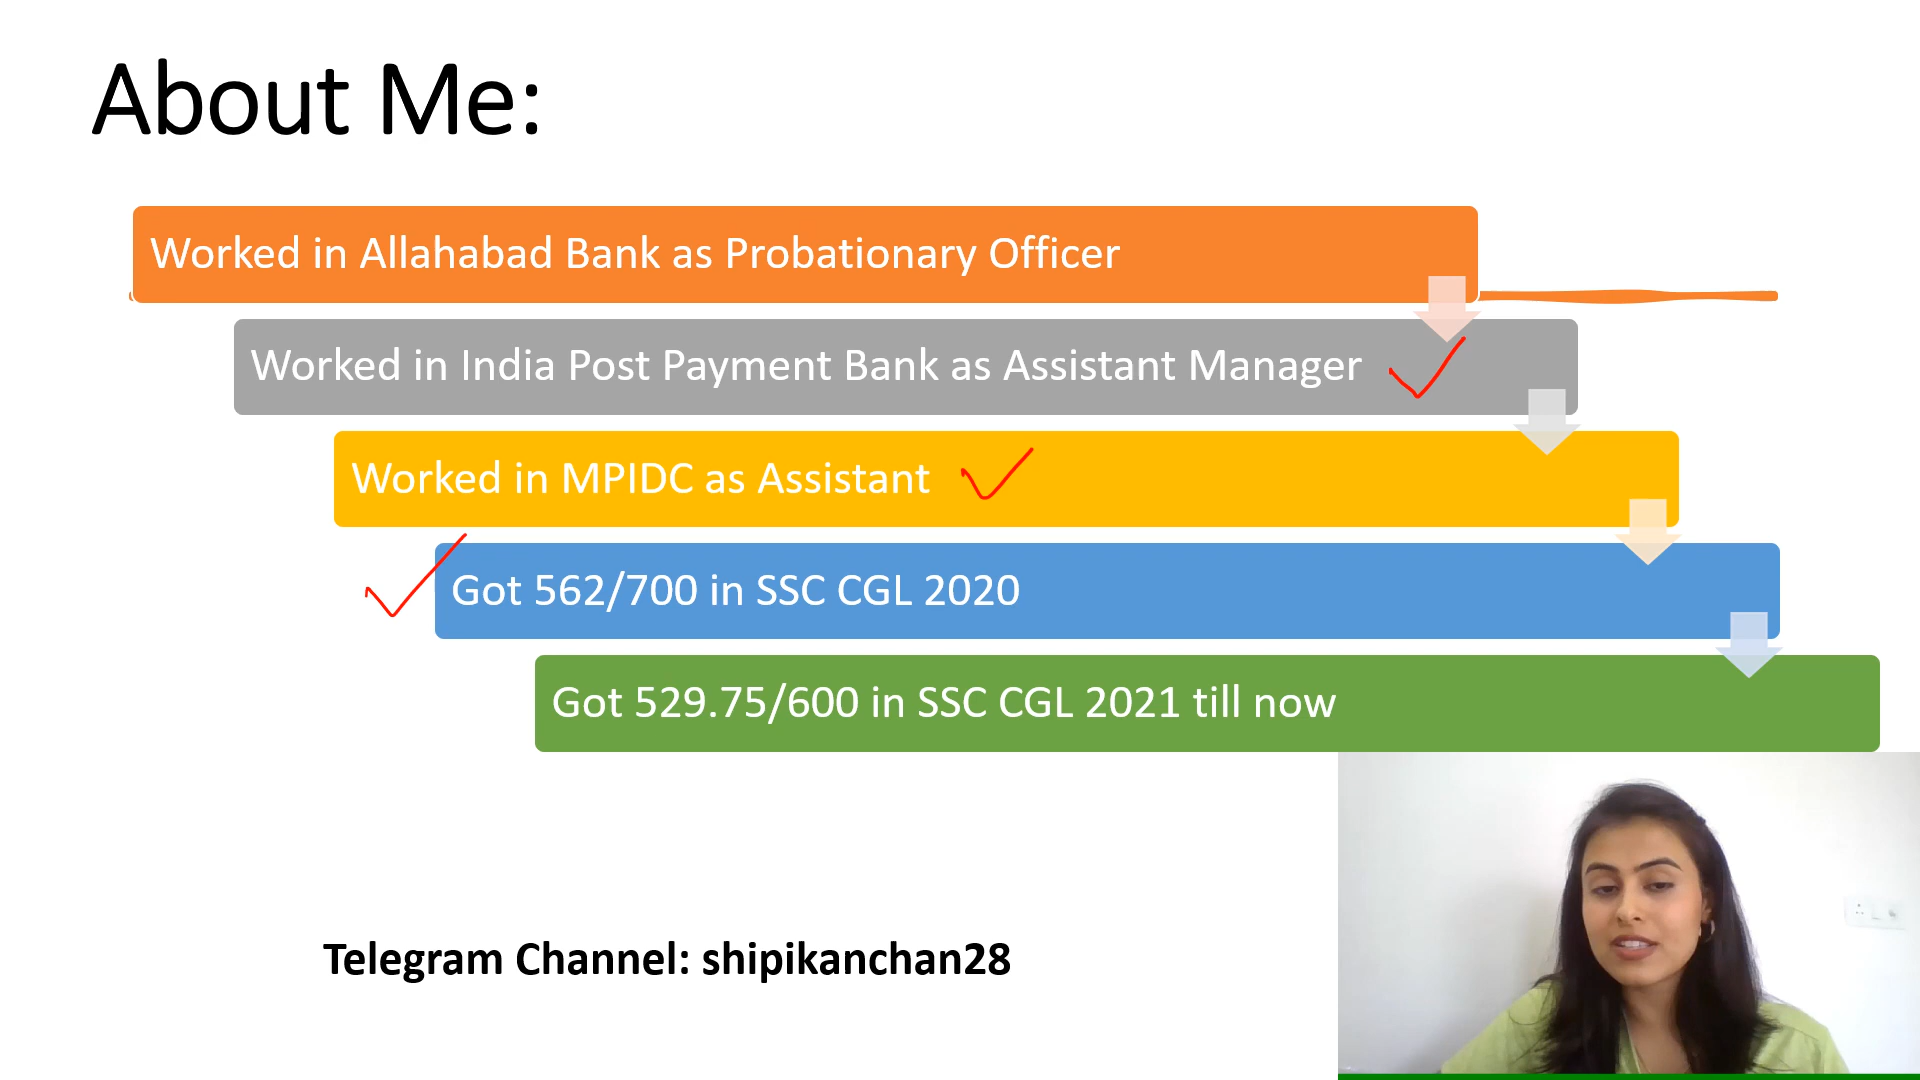 About Me:
Worked in Allahabad Bank as Probationary Officer
Worked in India Post Payment Bank as Assistant Manager
Worked in MPIDC as Assistant
Got 562/700 in SSC CGL 2020
Got 529.75/600 in SSC CGL 2021 till now
Telegram Channel: shipikanchan28